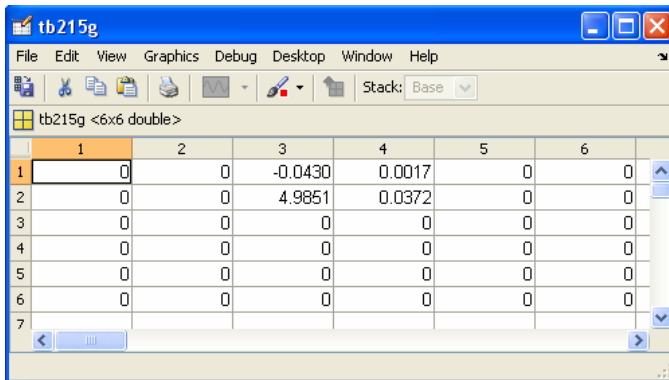 tb215g
File Edit View Graphics Debug Desktop Window Help
Stack: Base
tb215g <6x6 double>
1 2 3 4 5 6
1 0 0 -0.0430 0.0017 0 0
2 0 0 4.9851 0.0372 0 0
3 0 0 0 0 0 0
4 0 0 0 0 0 0
5 0 0 0 0 0 0
6 0 0 0 0 0 0
7